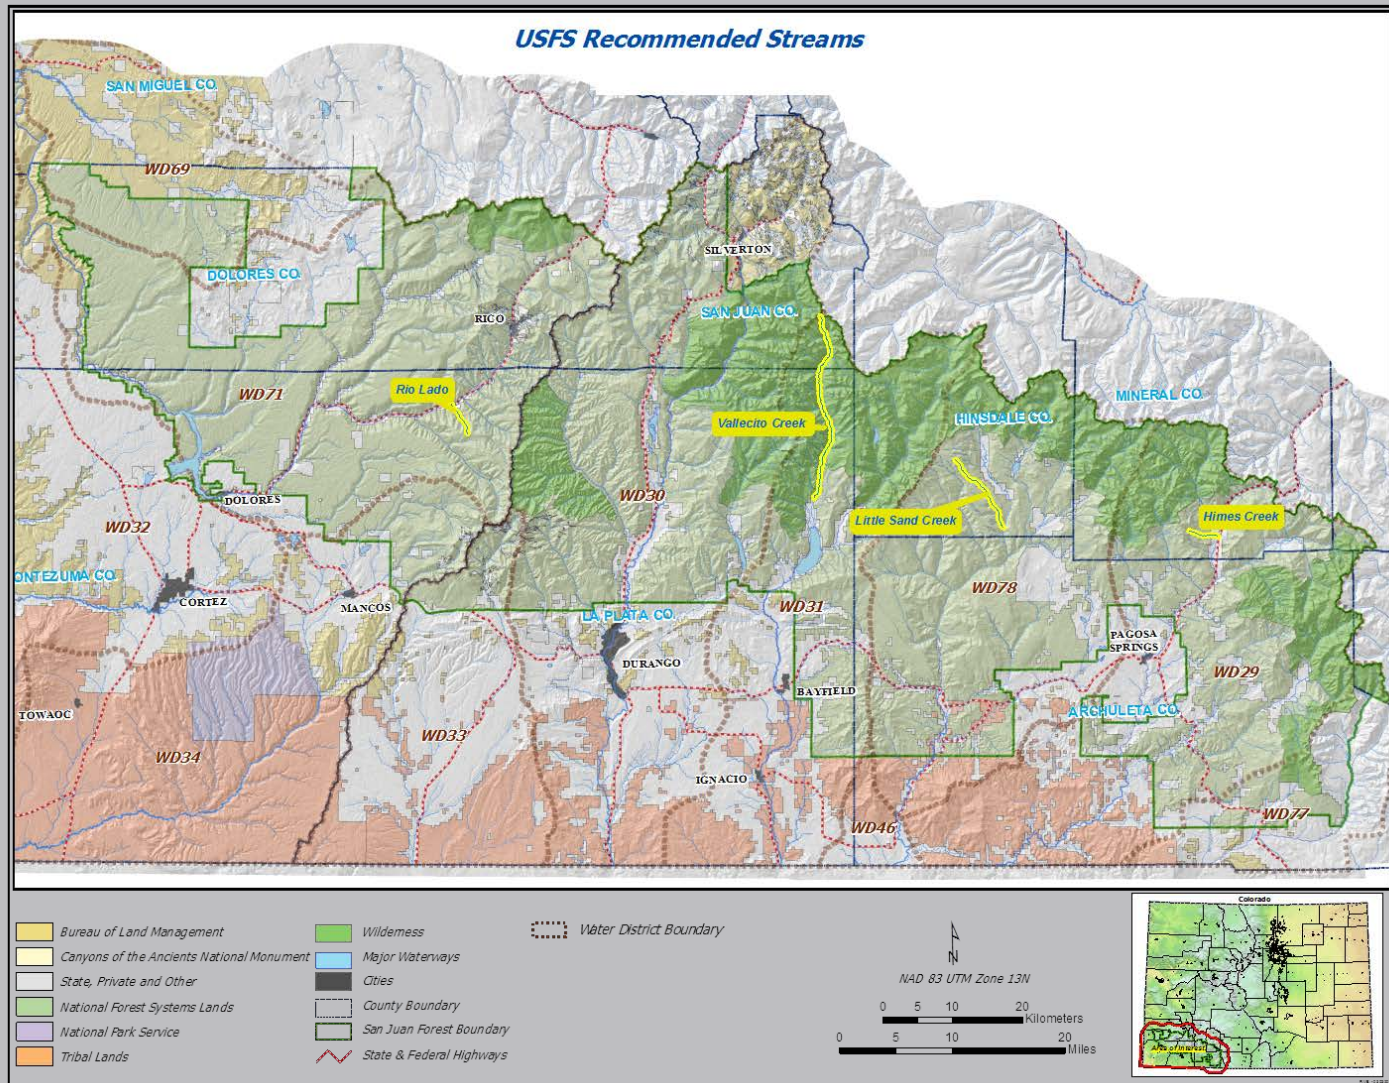 USFS Recommended Streams
SAN MIGUEL CO.
WD69
SILVERTON
DOLORES CO.
SAN JUAN CO.
RICO
WD71
Rio Lado
MINERAL CO.
HINSDALE CO.
Vallecito Creek
WD30
DOLORES
Little Sand Creek
Himes Creek
WD32
ONTEZUMA CO.
CORTEZ
MANCOS
WD78
WD31
LA PLATA CO.
PAGOSA
SPRINGS
DURANGO
WD29
BAYFIELD
TOWAOC
ARCHULETA CO.
WD33
WD34
IGNACIO
WD77
WD46
Bureau of Land Management
Canyons of the Ancients National Monument
State, Private and Other
National Forest Systems Lands
National Park Service
Tribal Lands
Wilderness
Major Waterways
Cities
County Boundary
San Juan Forest Boundary
State & Federal Highways
Water District Boundary
N
NAD 83 UTM Zone 13N
0 5 10 20
Kilometers
0 5 10 20
Miles
Colorado
Area of Interest